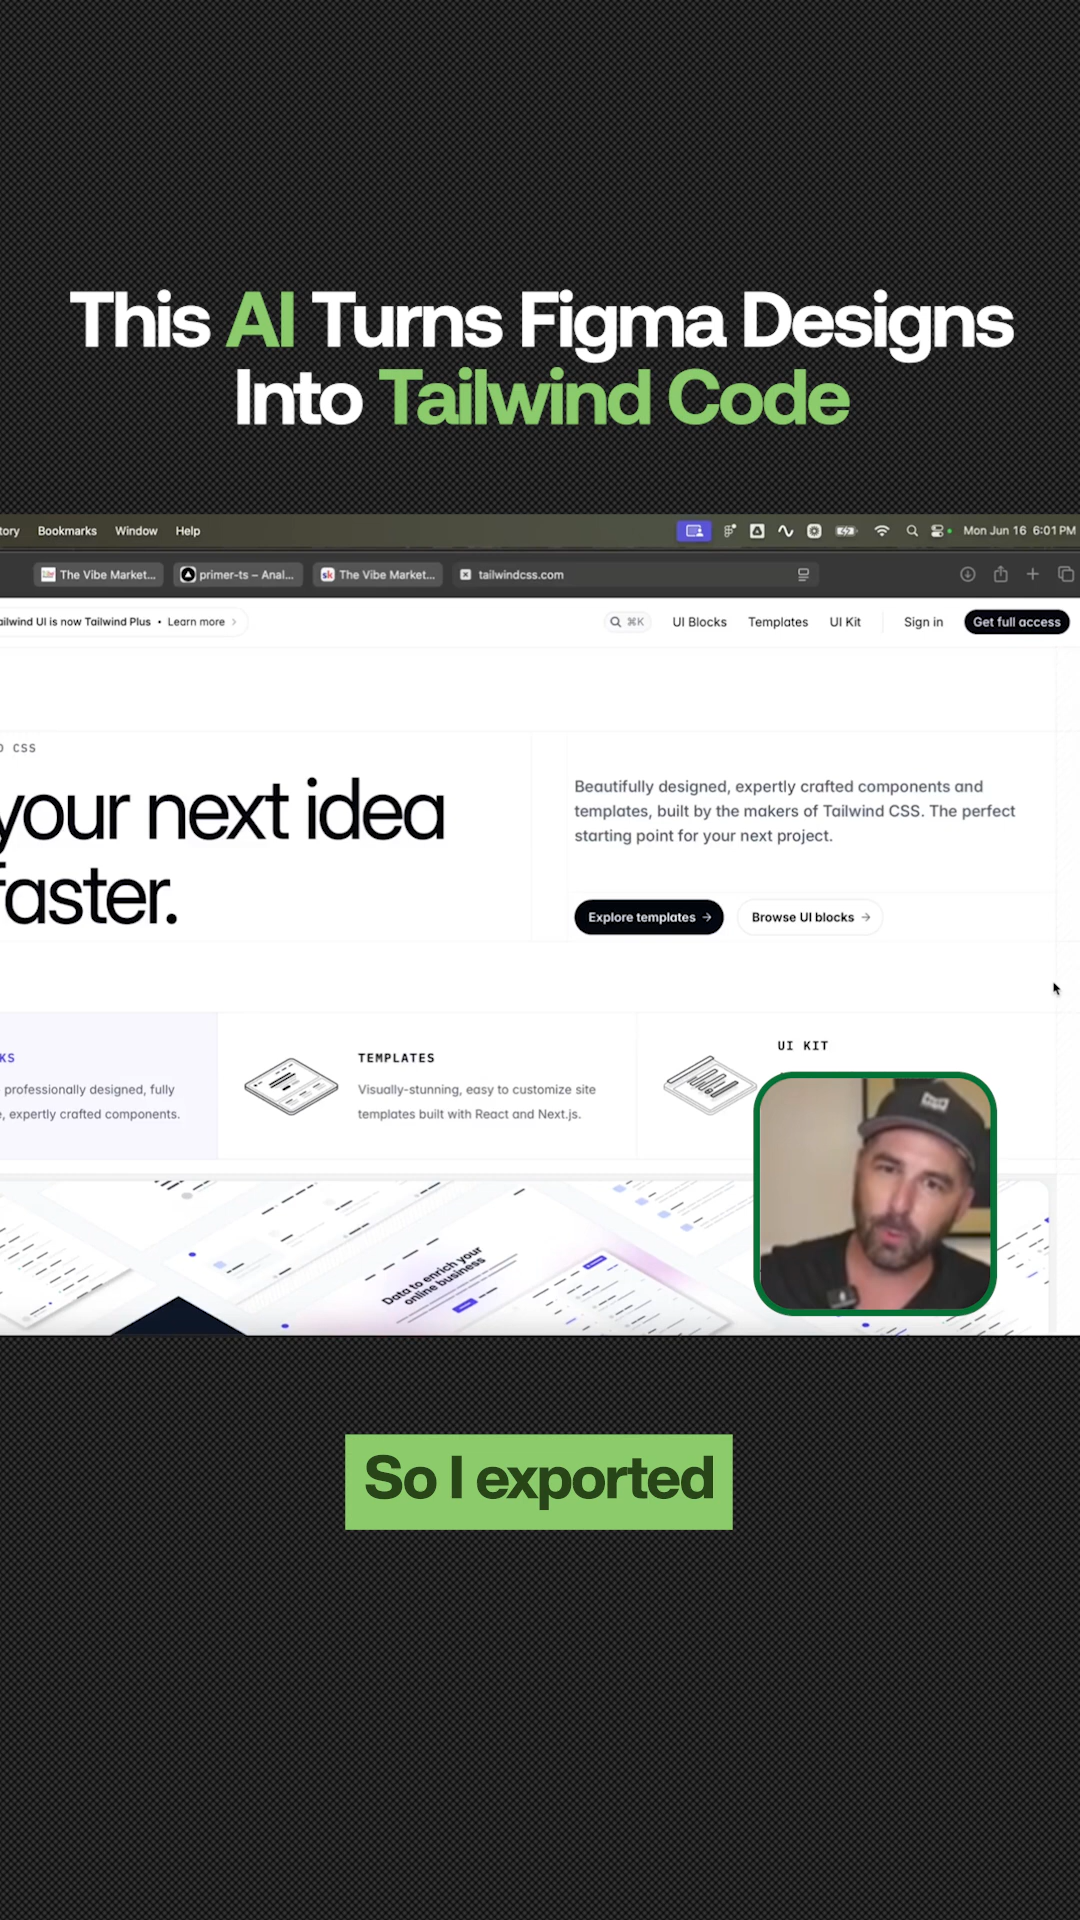 This AI Turns Figma Designs
Into Tailwind Code
tory Bookmarks Window Help Mon Jun 16 6:01 PM
The Vibe Market... primer-ts – Anal... sk The Vibe Market... tailwindcss.com
ailwind UI is now Tailwind Plus • Learn more ⌘K UI Blocks Templates UI Kit Sign in Get full access
D CSS
your next idea
faster.
Beautifully designed, expertly crafted components and
templates, built by the makers of Tailwind CSS. The perfect
starting point for your next project.
Explore templates → Browse UI blocks →
KS
professionally designed, fully
e, expertly crafted components.
TEMPLATES
Visually-stunning, easy to customize site
templates built with React and Next.js.
UI KIT
Data to enrich your
online business
So I exported